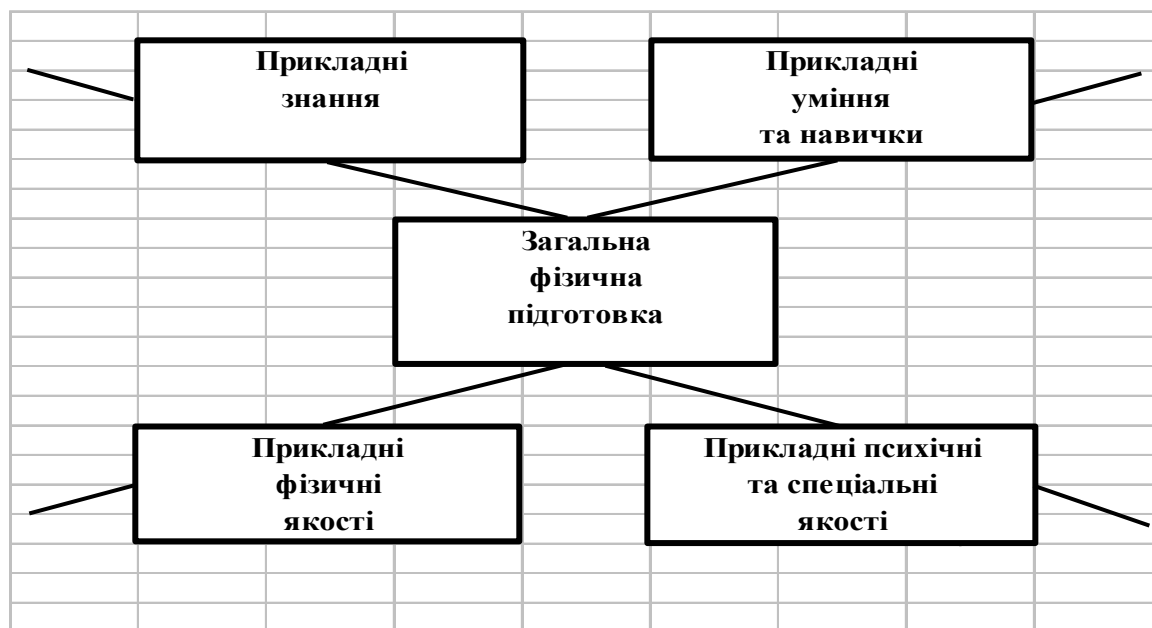 Прикладні
знання
Прикладні
уміння
та навички
Загальна
фізична
підготовка
Прикладні
фізичні
якості
Прикладні психічні
та спеціальні
якості